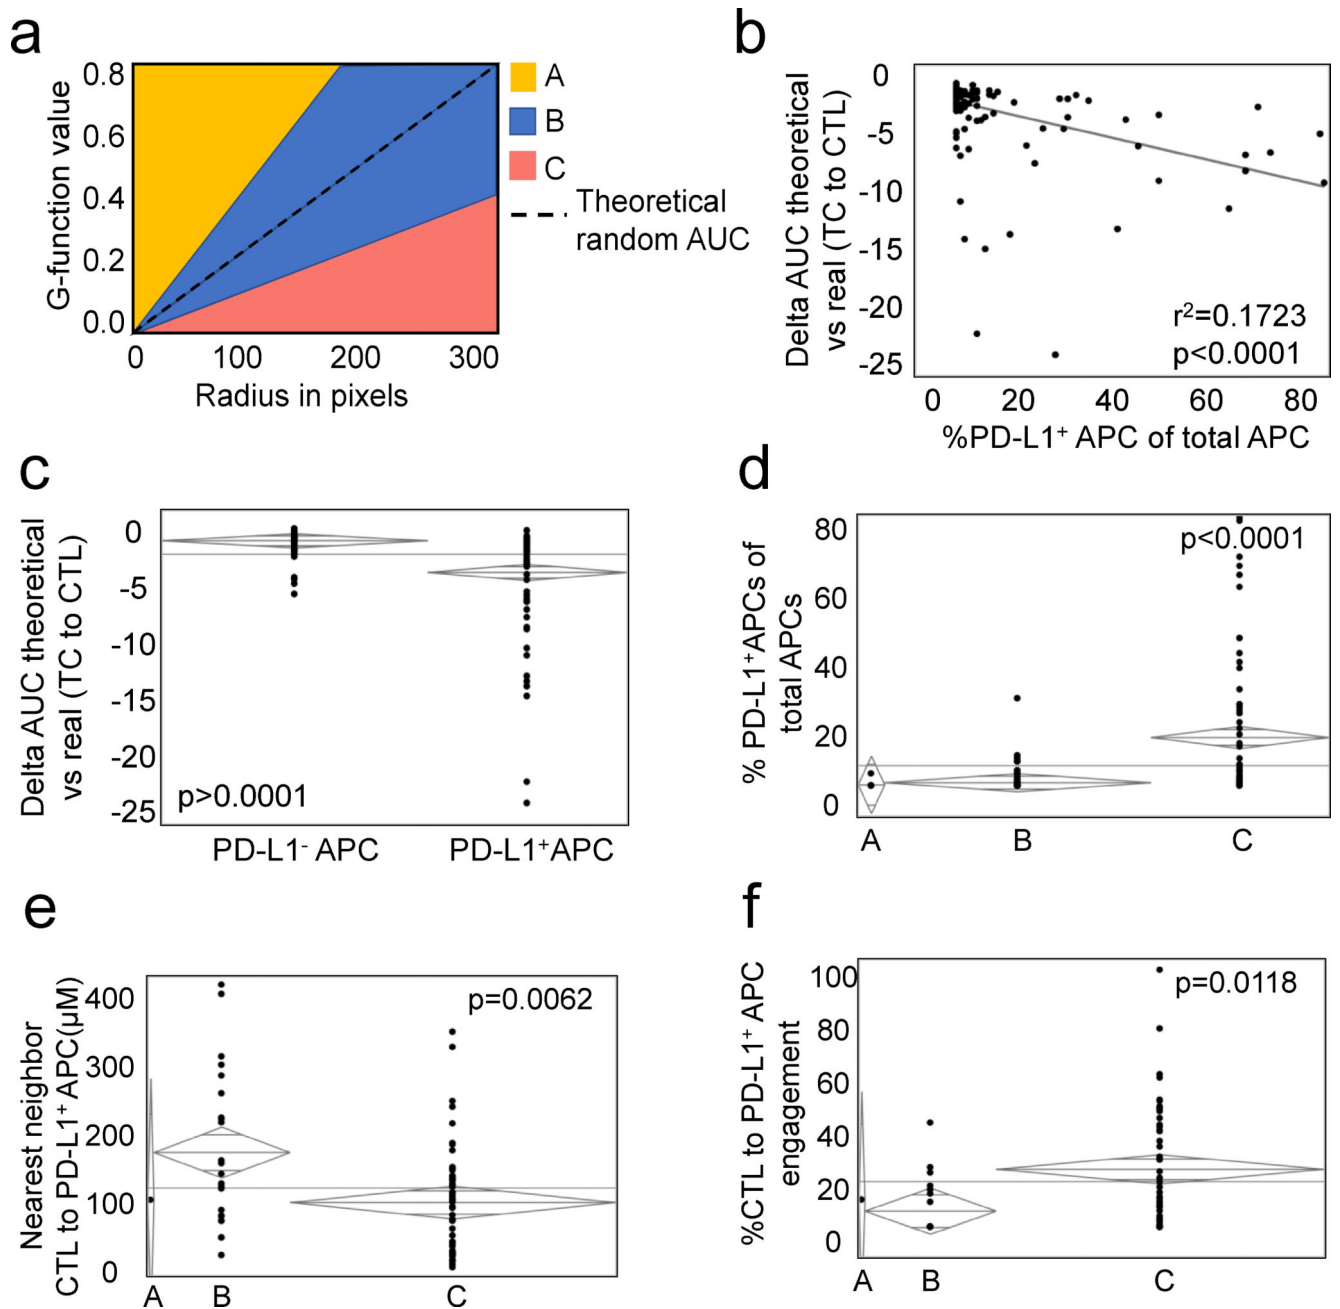 a
G-function value
0.8
0.6
0.4
0.2
0.0
0 100 200 300
Radius in pixels
A
B
C
Theoretical
random AUC
b
Delta AUC theoretical
vs real (TC to CTL)
0
-5
-10
-15
-20
-25
r²=0.1723
p<0.0001
0 20 40 60 80
%PD-L1⁺ APC of total APC
c
Delta AUC theoretical
vs real (TC to CTL)
0
-5
-10
-15
-20
-25
p>0.0001
PD-L1⁻ APC PD-L1⁺APC
d
% PD-L1⁺APCs of
total APCs
80
60
40
20
0
p<0.0001
A B C
e
Nearest neighbor
CTL to PD-L1⁺ APC(µM)
400
300
200
100
0
p=0.0062
A B C
f
%CTL to PD-L1⁺ APC
engagement
100
80
60
40
20
0
p=0.0118
A B C